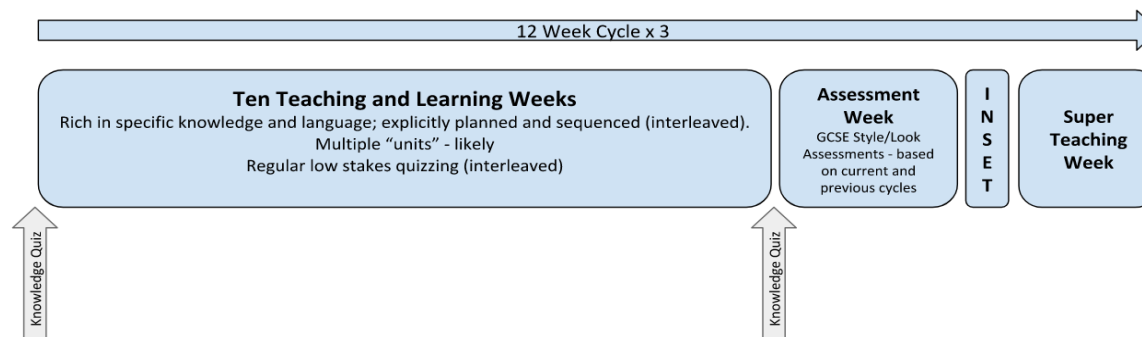 12 Week Cycle x 3
Ten Teaching and Learning Weeks
Rich in specific knowledge and language; explicitly planned and sequenced (interleaved).
Multiple “units” - likely
Regular low stakes quizzing (interleaved)
Assessment
Week
GCSE Style/Look
Assessments - based
on current and
previous cycles
I
N
S
E
T
Super
Teaching
Week
Knowledge Quiz
Knowledge Quiz